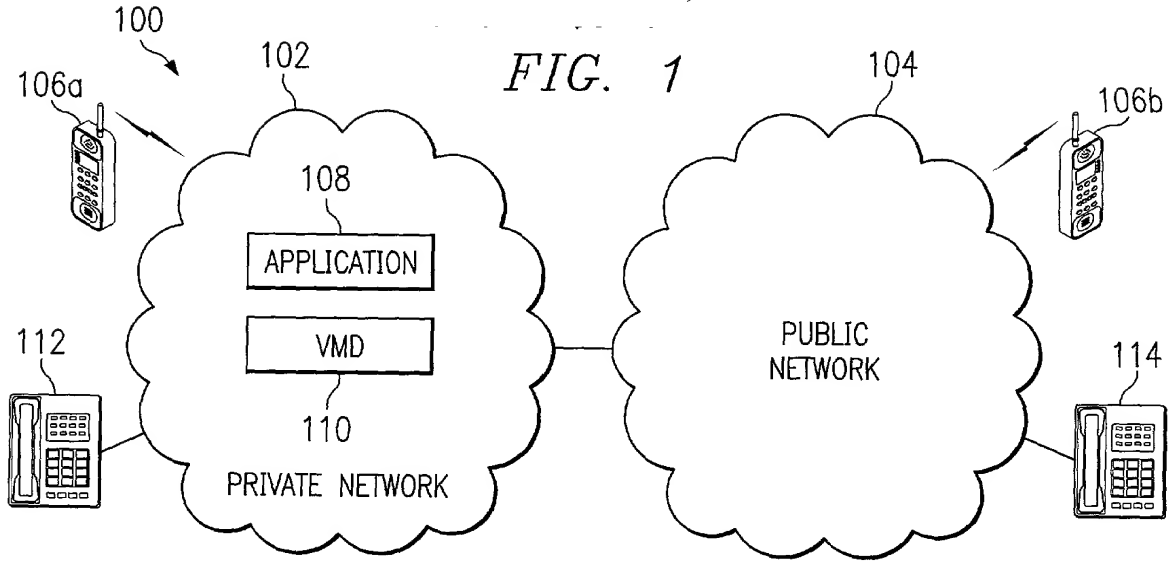 100
FIG. 1
106a
102
104
106b
108
APPLICATION
VMD
110
PRIVATE NETWORK
112
PUBLIC
NETWORK
114